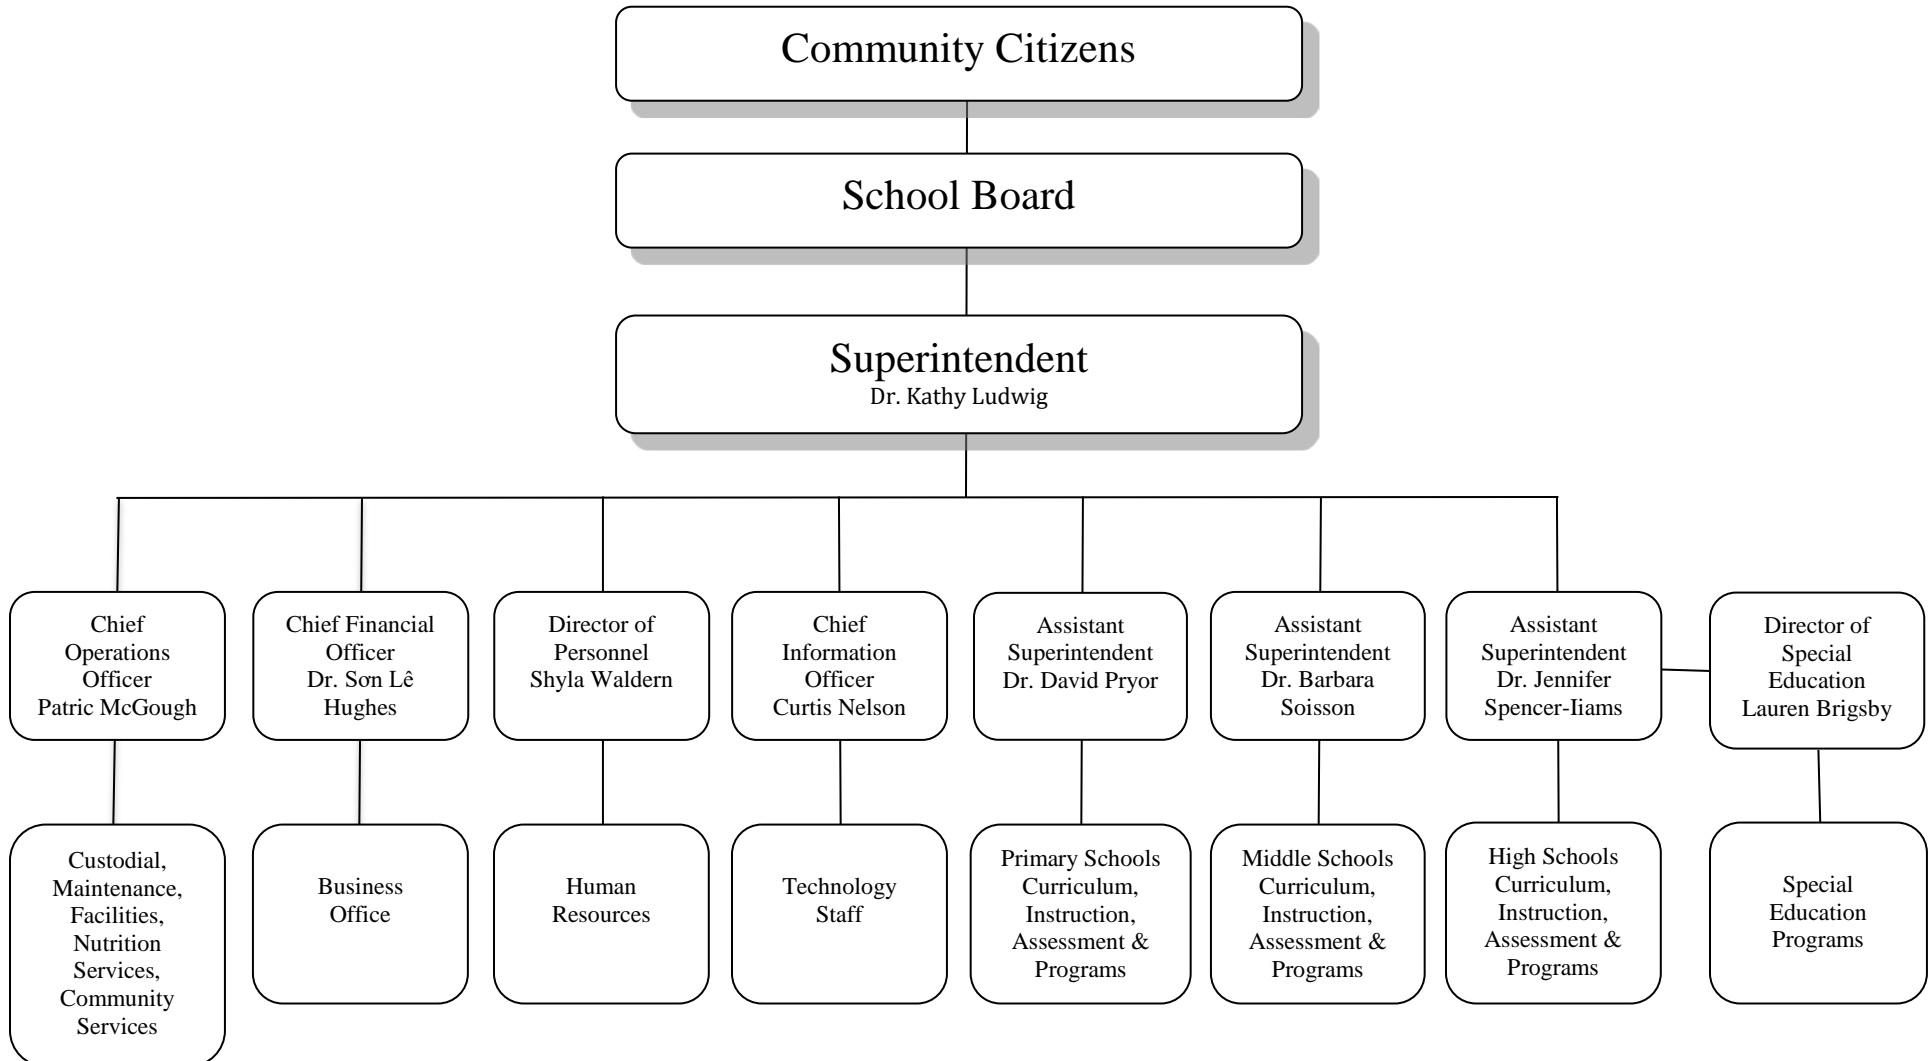 Community Citizens
School Board
Superintendent
Dr. Kathy Ludwig
Chief
Operations
Officer
Patric McGough
Chief Financial
Officer
Dr. Sơn Lê
Hughes
Director of
Personnel
Shyla Waldern
Chief
Information
Officer
Curtis Nelson
Assistant
Superintendent
Dr. David Pryor
Assistant
Superintendent
Dr. Barbara
Soisson
Assistant
Superintendent
Dr. Jennifer
Spencer-Iiams
Director of
Special
Education
Lauren Brigsby
Custodial,
Maintenance,
Facilities,
Nutrition
Services,
Community
Services
Business
Office
Human
Resources
Technology
Staff
Primary Schools
Curriculum,
Instruction,
Assessment &
Programs
Middle Schools
Curriculum,
Instruction,
Assessment &
Programs
High Schools
Curriculum,
Instruction,
Assessment &
Programs
Special
Education
Programs